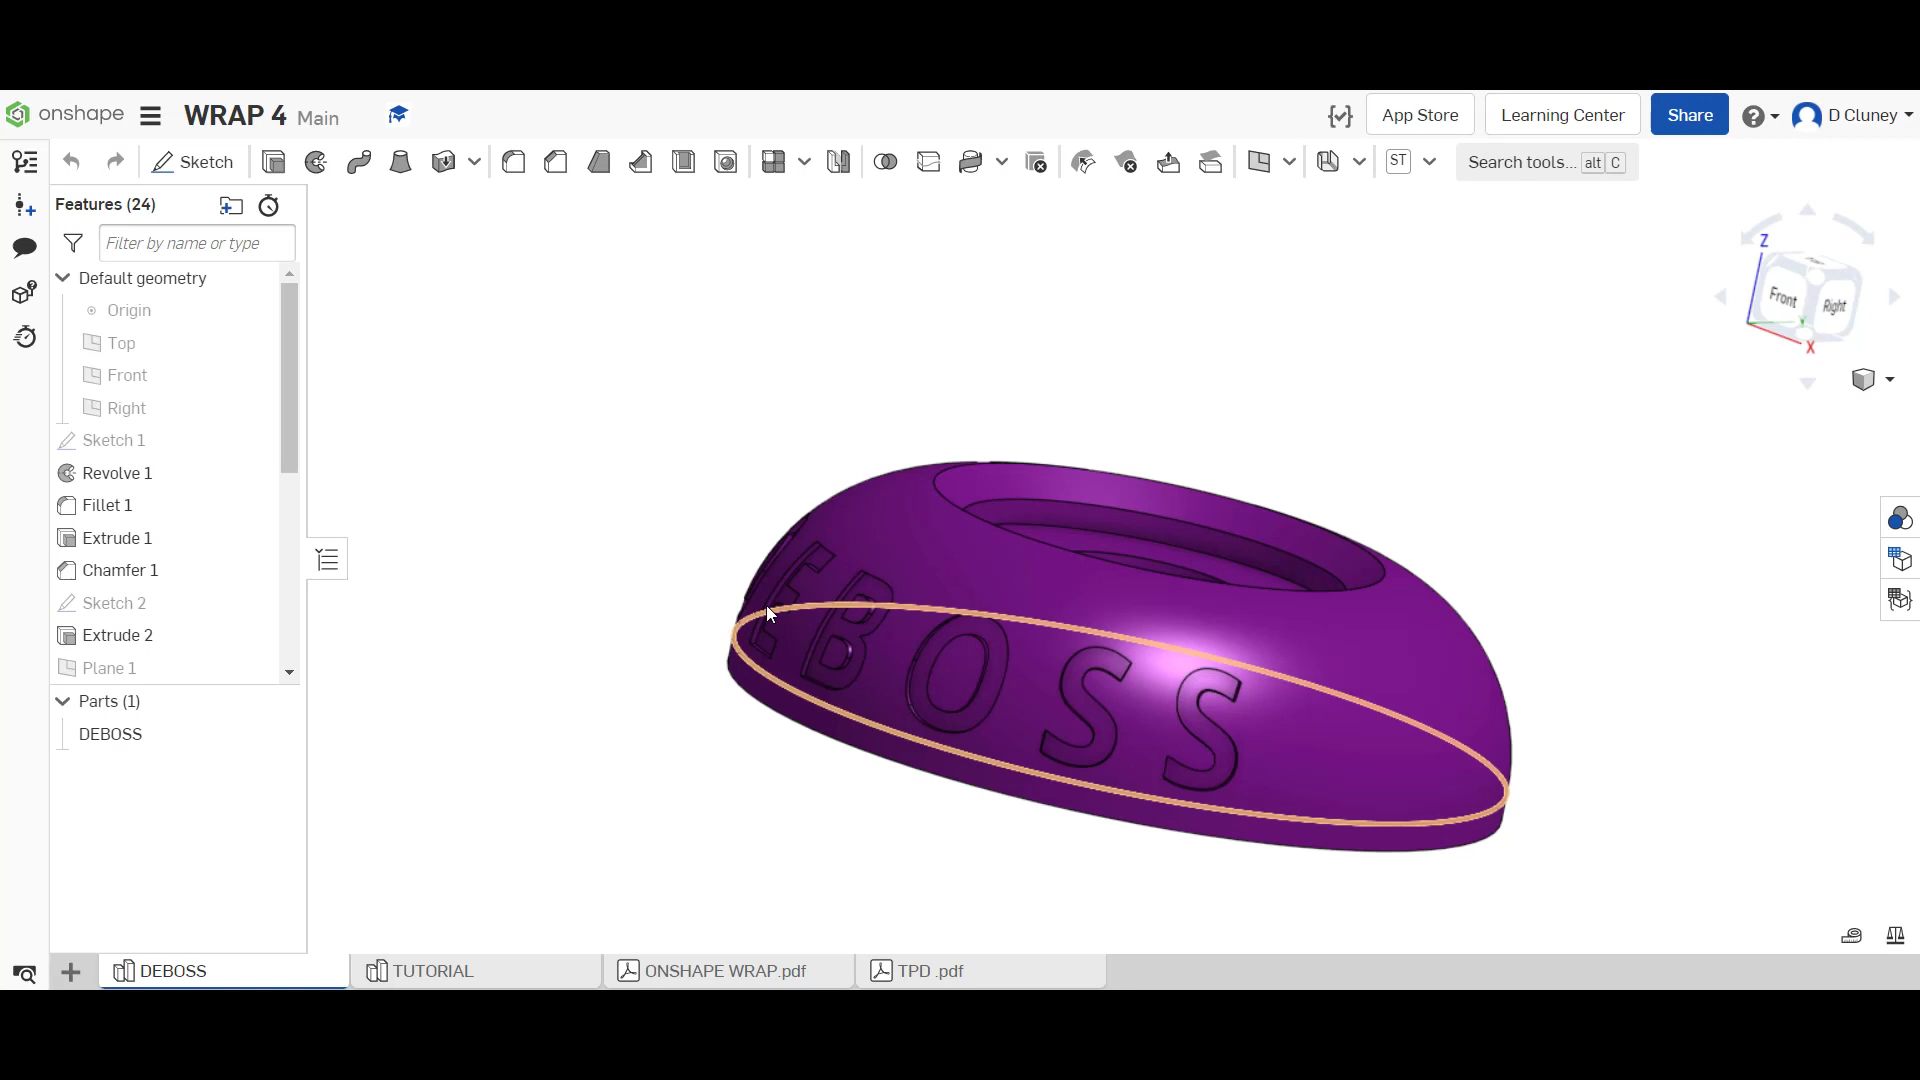 onshape WRAP 4 Main App Store Learning Center Share D Cluney
Sketch ST Search tools... alt C
Features (24)
Filter by name or type
Default geometry
Origin
Top
Front
Right
Sketch 1
Revolve 1
Fillet 1
Extrude 1
Chamfer 1
Sketch 2
Extrude 2
Plane 1
Parts (1)
DEBOSS
Z
Front Right
X
EBOSS
DEBOSS TUTORIAL ONSHAPE WRAP.pdf TPD .pdf